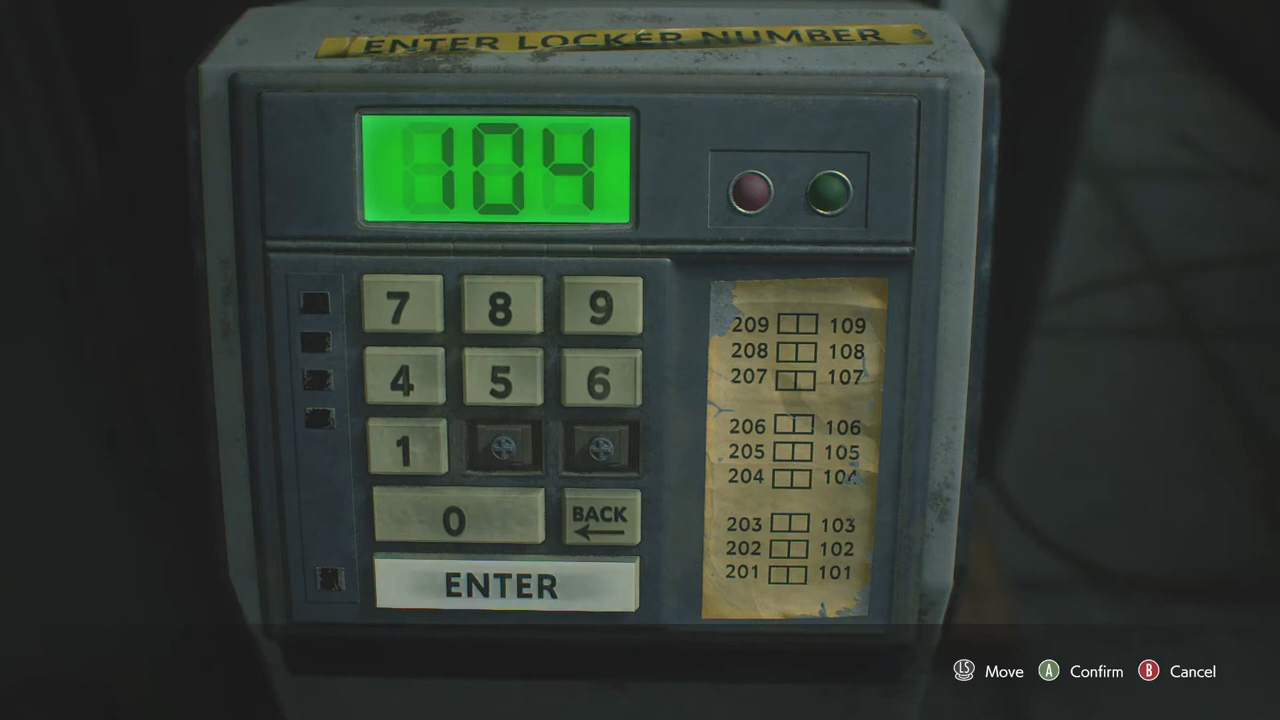 ENTER LOCKER NUMBER
104
7 8 9
4 5 6
1
0 BACK
ENTER
209 109
208 108
207 107
206 106
205 105
204 104
203 103
202 102
201 101
LS Move A Confirm B Cancel